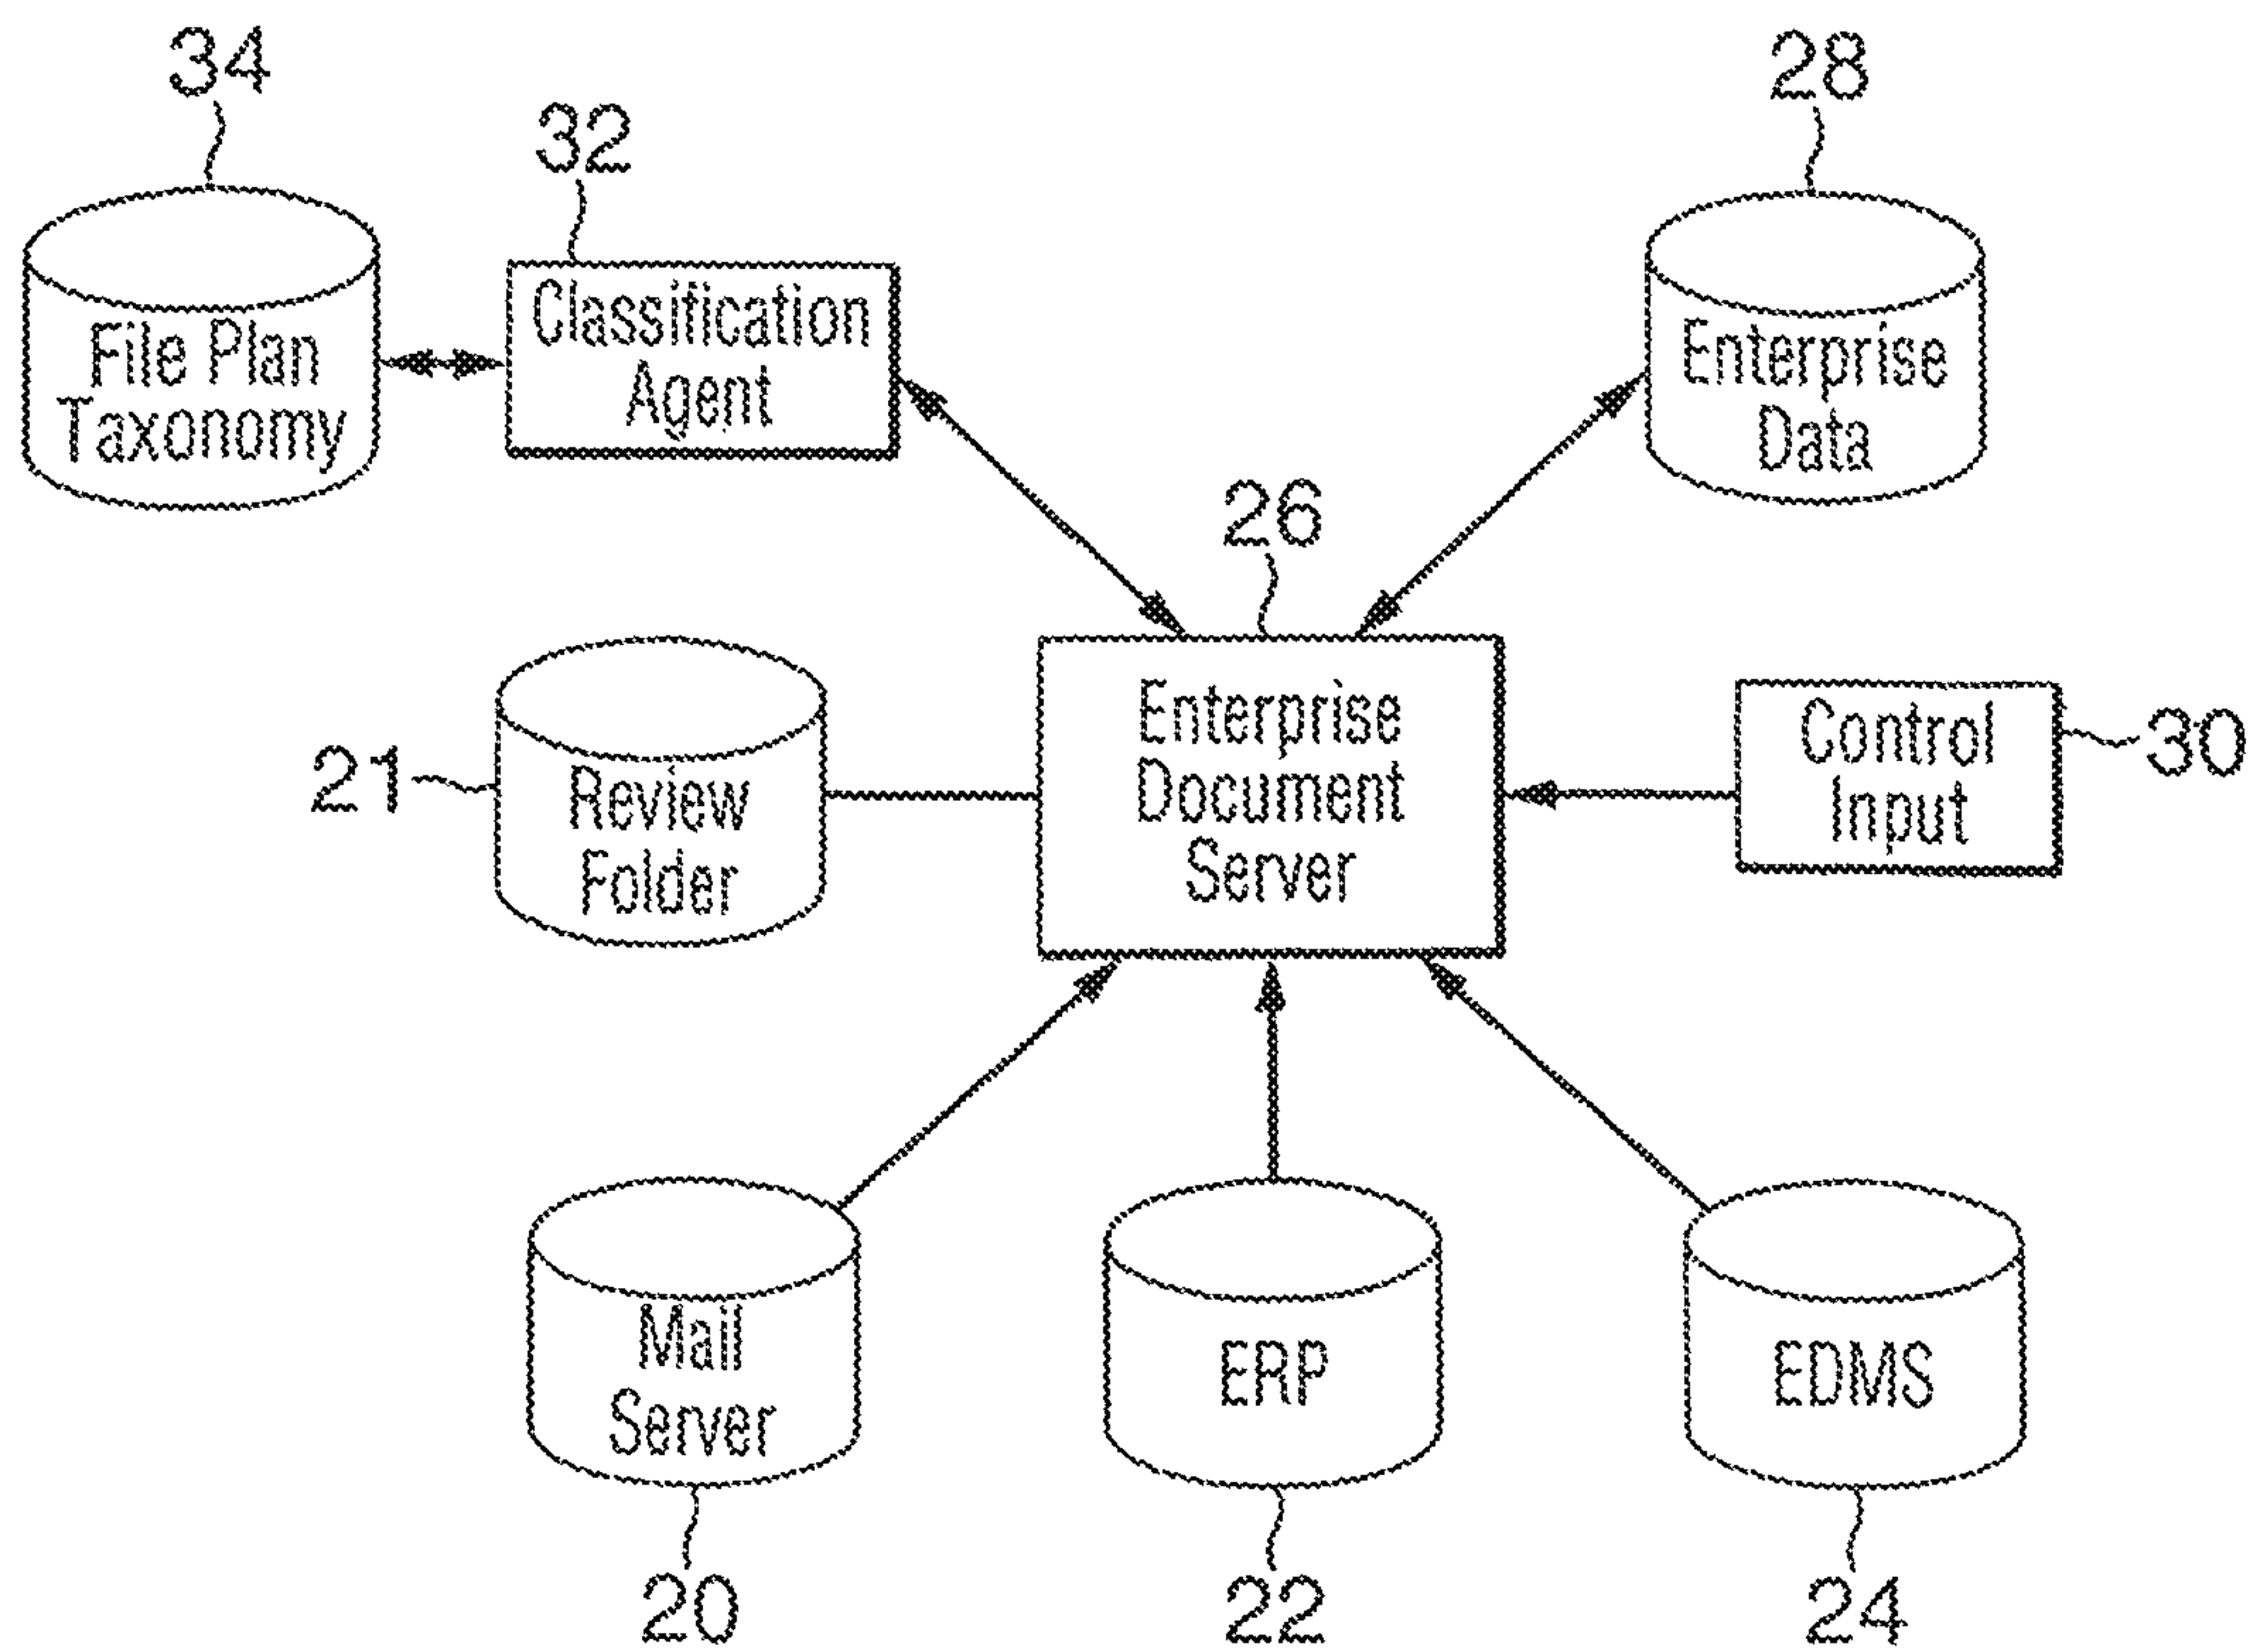 34
28
32
File Plan
Taxonomy
Classification
Agent
Enterprise
Data
26
21
Review
Folder
Enterprise
Document
Server
Control
Input
30
Mail
Server
ERP
EDMS
20
22
24